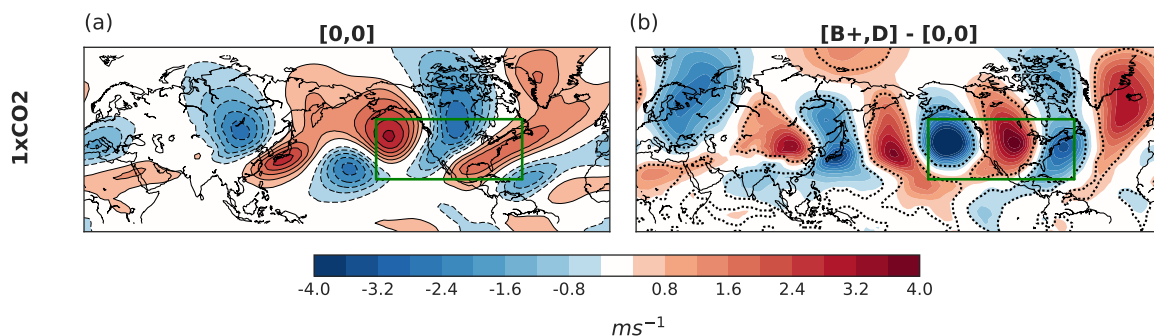 (a)
[0,0]
(b)
[B+,D] - [0,0]
1xCO2
-4.0 -3.2 -2.4 -1.6 -0.8 0.8 1.6 2.4 3.2 4.0
ms⁻¹